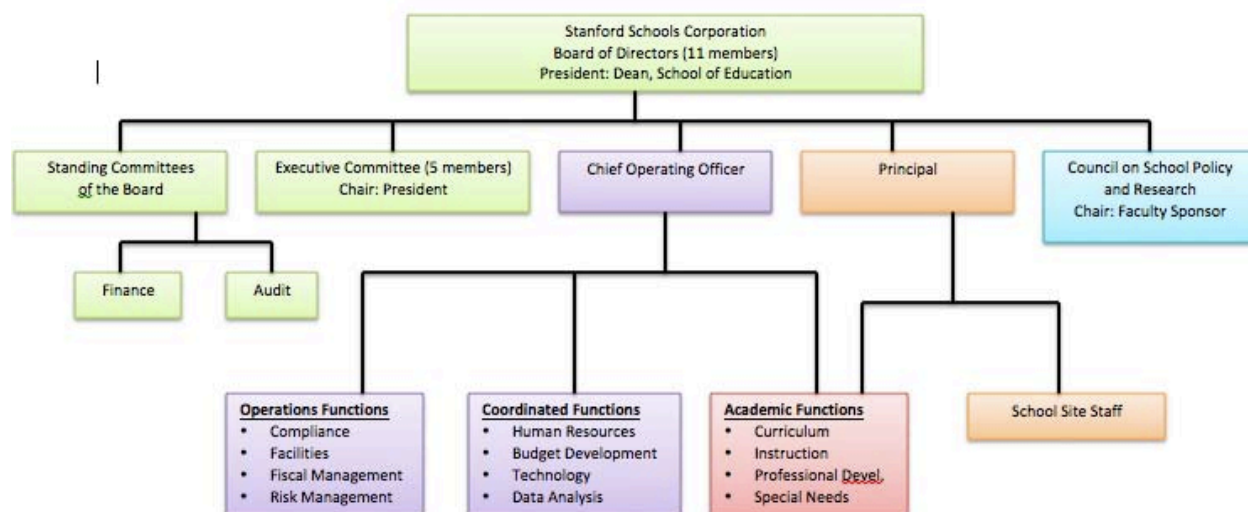 Stanford Schools Corporation
Board of Directors (11 members)
President: Dean, School of Education
Standing Committees
of the Board
Executive Committee (5 members)
Chair: President
Chief Operating Officer
Principal
Council on School Policy
and Research
Chair: Faculty Sponsor
Finance
Audit
Operations Functions
• Compliance
• Facilities
• Fiscal Management
• Risk Management
Coordinated Functions
• Human Resources
• Budget Development
• Technology
• Data Analysis
Academic Functions
• Curriculum
• Instruction
• Professional Devel.
• Special Needs
School Site Staff